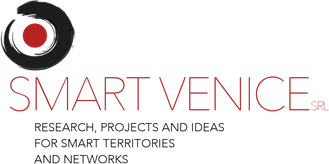 SMART VENICE SRL
RESEARCH, PROJECTS AND IDEAS
FOR SMART TERRITORIES
AND NETWORKS